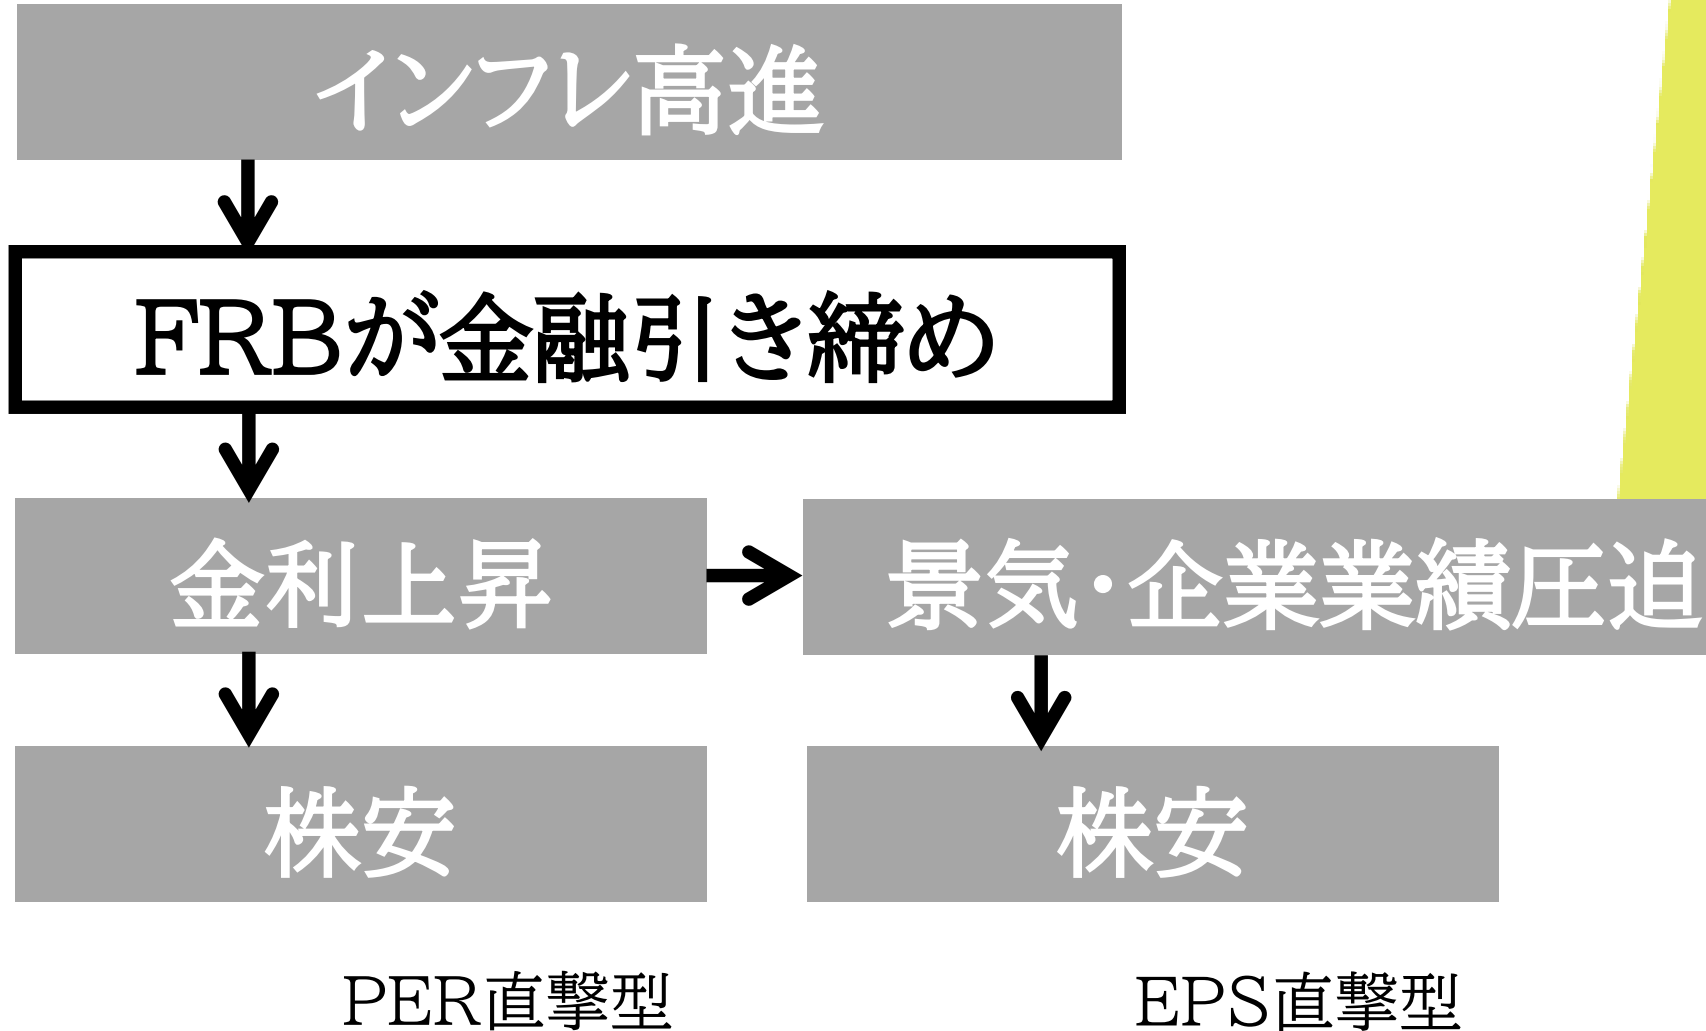 インフレ高進
FRBが金融引き締め
金利上昇
景気・企業業績圧迫
株安
株安
PER直撃型
EPS直撃型